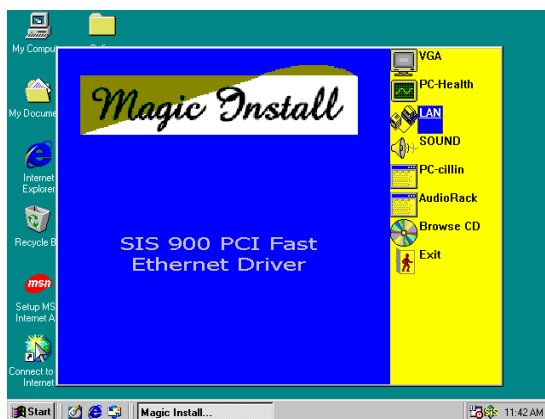 My Compu
Onlin
My Docume
Internet
Explorer
Recycle B
msn
Setup MS
Internet A
Connect to
Internet
Magic Install
SIS 900 PCI Fast
Ethernet Driver
VGA
PC-Health
LAN
SOUND
PC-cillin
AudioRack
Browse CD
Exit
Start
Magic Install...
11:42 AM